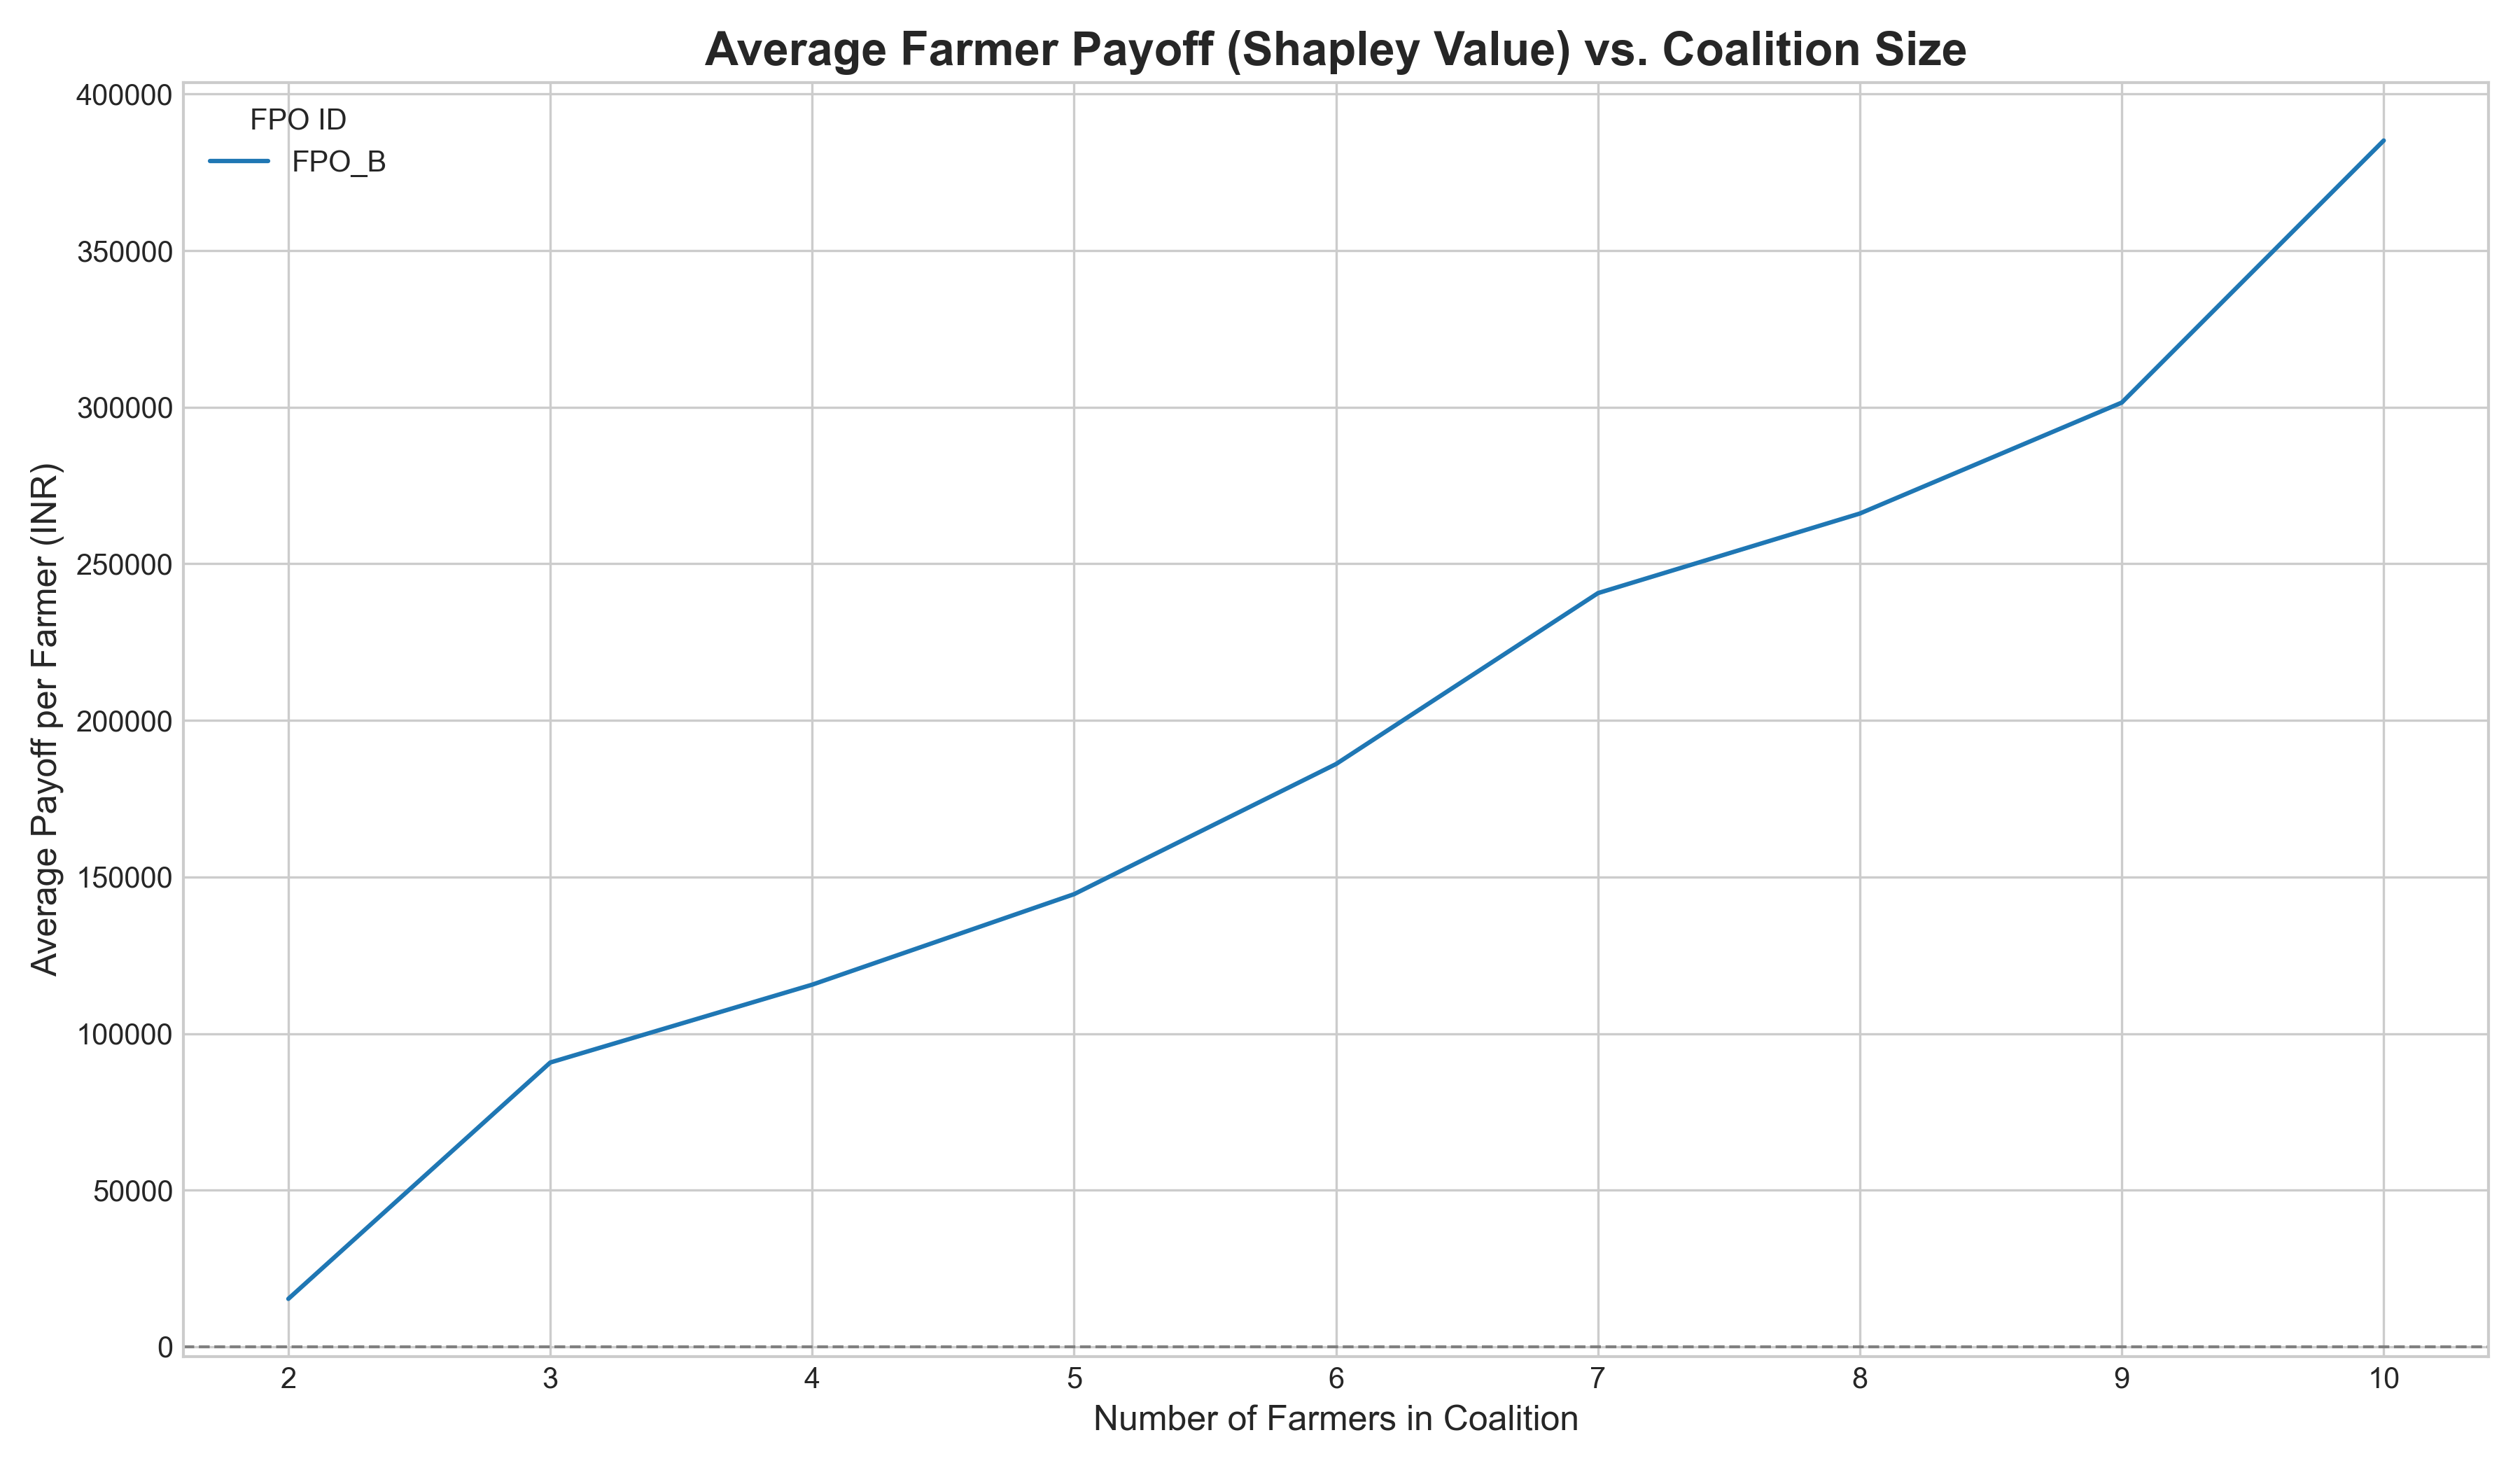 Average Farmer Payoff (Shapley Value) vs. Coalition Size
400000
FPO ID
FPO_B
350000
300000
250000
200000
150000
100000
50000
0
Average Payoff per Farmer (INR)
2 3 4 5 6 7 8 9 10
Number of Farmers in Coalition